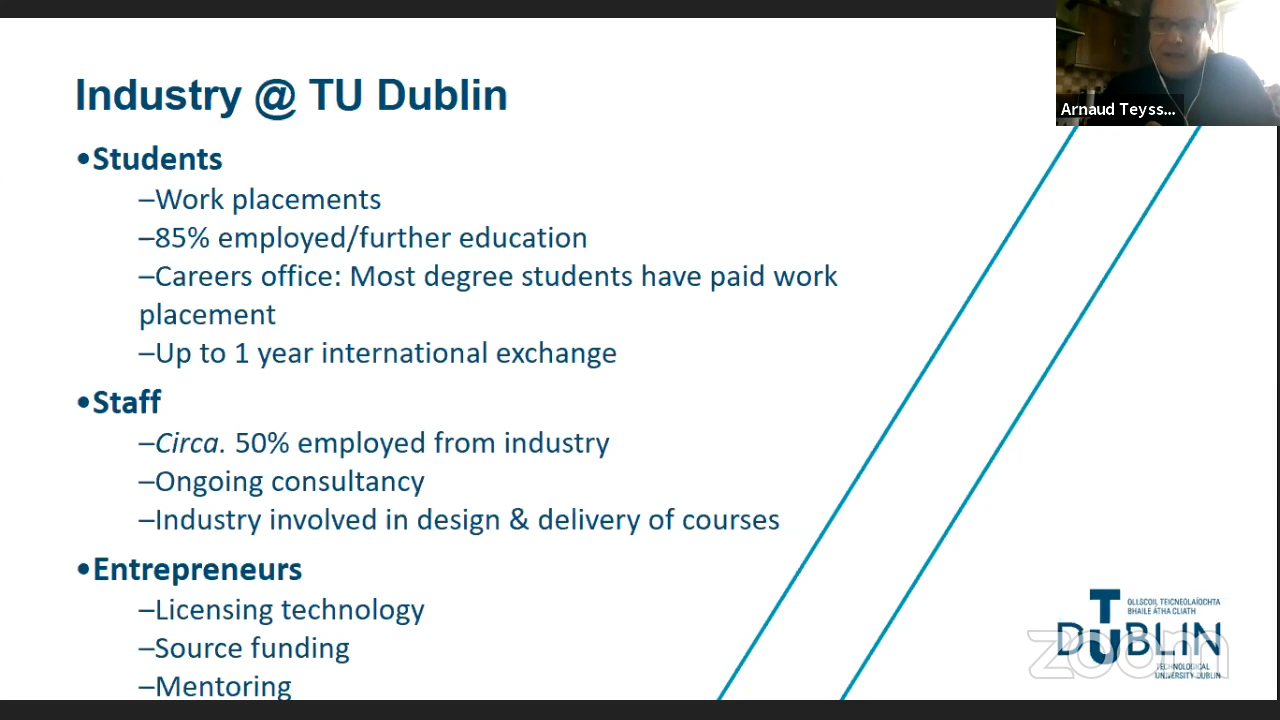 Industry @ TU Dublin
Arnaud Teyss...
•Students
–Work placements
–85% employed/further education
–Careers office: Most degree students have paid work
placement
–Up to 1 year international exchange
•Staff
–Circa. 50% employed from industry
–Ongoing consultancy
–Industry involved in design & delivery of courses
•Entrepreneurs
–Licensing technology
–Source funding
–Mentoring
OLLSCOIL TEICNEOLAÍOCHTA
BHAILE ÁTHA CLIATH
TU DUBLIN
TECHNOLOGICAL
UNIVERSITY DUBLIN
zoom